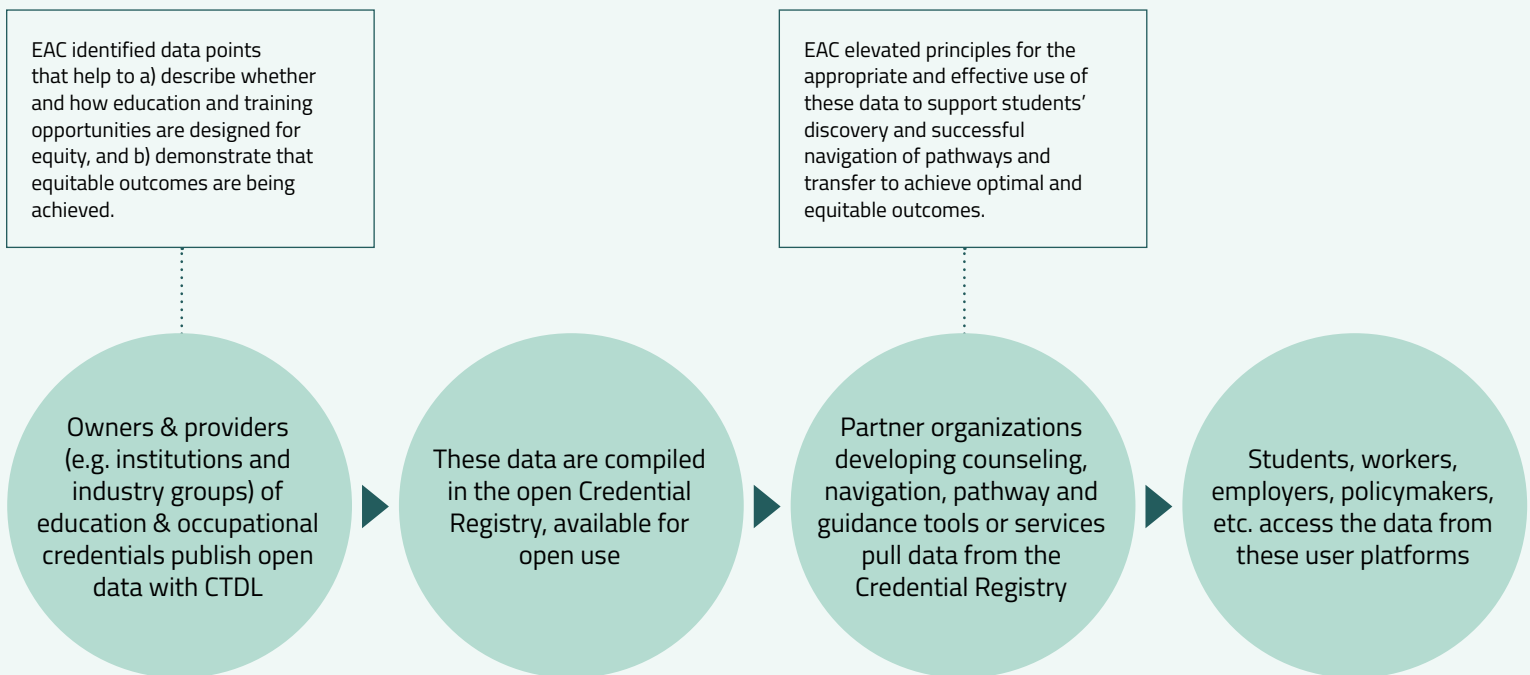 EAC identified data points
that help to a) describe whether
and how education and training
opportunities are designed for
equity, and b) demonstrate that
equitable outcomes are being
achieved.
EAC elevated principles for the
appropriate and effective use of
these data to support students’
discovery and successful
navigation of pathways and
transfer to achieve optimal and
equitable outcomes.
Owners & providers
(e.g. institutions and
industry groups) of
education & occupational
credentials publish open
data with CTDL
These data are compiled
in the open Credential
Registry, available for
open use
Partner organizations
developing counseling,
navigation, pathway and
guidance tools or services
pull data from the
Credential Registry
Students, workers,
employers, policymakers,
etc. access the data from
these user platforms